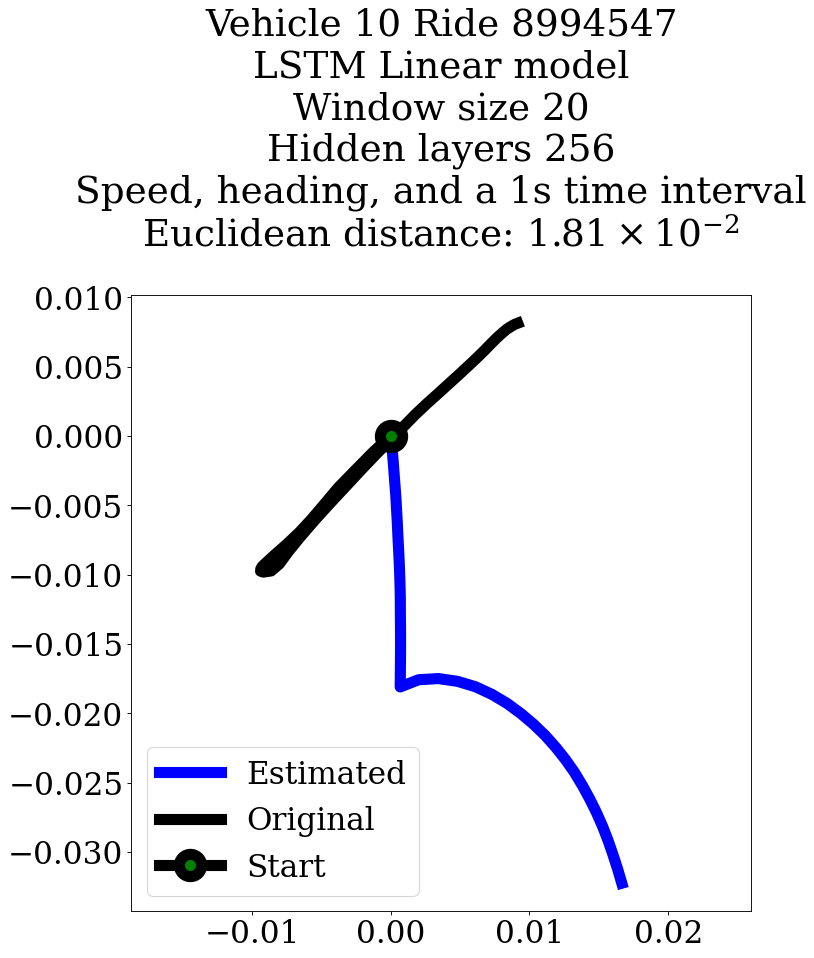 Vehicle 10 Ride 8994547
LSTM Linear model
Window size 20
Hidden layers 256
Speed, heading, and a 1s time interval
Euclidean distance: 1.81 × 10⁻²
0.010
0.005
0.000
−0.005
−0.010
−0.015
−0.020
−0.025
−0.030
Estimated
Original
Start
−0.01 0.00 0.01 0.02